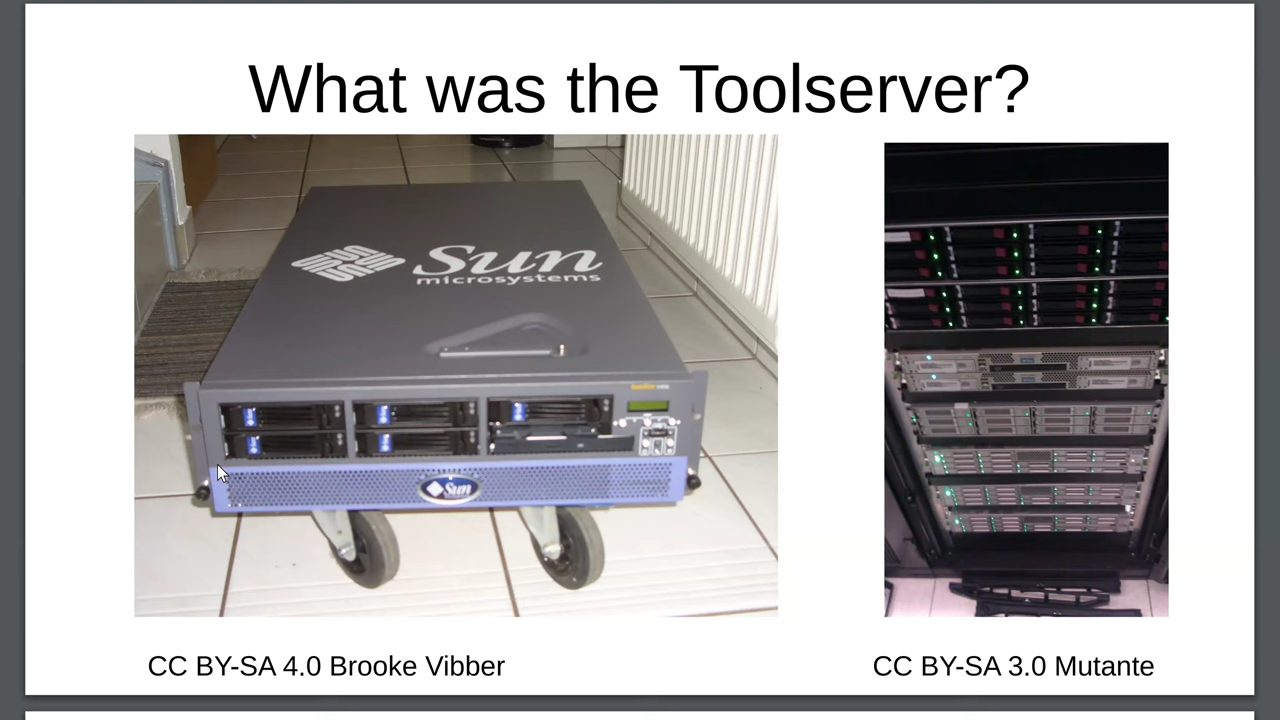 What was the Toolserver?
Sun
microsystems
Sun
CC BY-SA 4.0 Brooke Vibber
CC BY-SA 3.0 Mutante